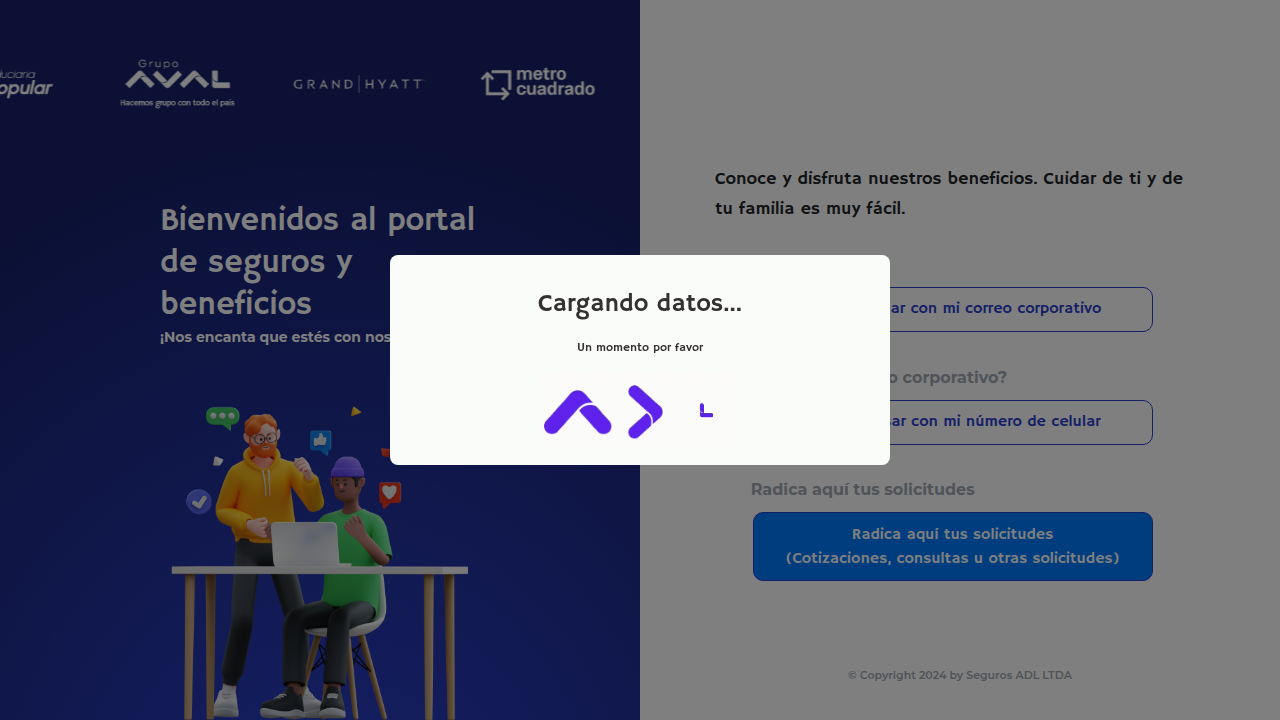 opular
Grupo
AVAL
Hacemos grupo con todo el país
GRAND HYATT
metro
cuadrado
Bienvenidos al portal
de seguros y
beneficios
¡Nos encanta que estés con nos
Conoce y disfruta nuestros beneficios. Cuidar de ti y de
tu familia es muy fácil.
Cargando datos...
Un momento por favor
ar con mi correo corporativo
o corporativo?
sar con mi número de celular
Radica aquí tus solicitudes
Radica aquí tus solicitudes
(Cotizaciones, consultas u otras solicitudes)
© Copyright 2024 by Seguros ADL LTDA